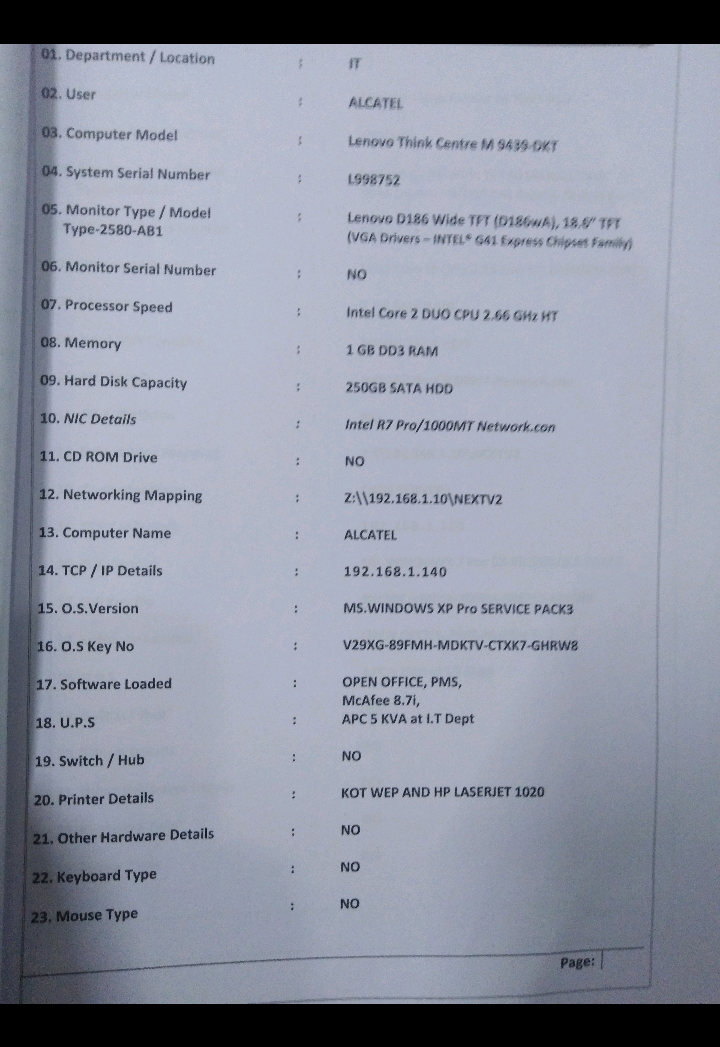 01. Department / Location : IT
02. User : ALCATEL
03. Computer Model : Lenovo Think Centre M 9439-DKT
04. System Serial Number : L998752
05. Monitor Type / Model : Lenovo D186 Wide TFT (D186wA), 18.6" TFT
Type-2580-AB1 (VGA Drivers – INTEL® G41 Express Chipset Family)
06. Monitor Serial Number : NO
07. Processor Speed : Intel Core 2 DUO CPU 2.66 GHz HT
08. Memory : 1 GB DD3 RAM
09. Hard Disk Capacity : 250GB SATA HDD
10. NIC Details : Intel R7 Pro/1000MT Network.con
11. CD ROM Drive : NO
12. Networking Mapping : Z:\\192.168.1.10\NEXTV2
13. Computer Name : ALCATEL
14. TCP / IP Details : 192.168.1.140
15. O.S.Version : MS.WINDOWS XP Pro SERVICE PACK3
16. O.S Key No : V29XG-89FMH-MDKTV-CTXK7-GHRW8
17. Software Loaded : OPEN OFFICE, PMS,
McAfee 8.7i,
18. U.P.S : APC 5 KVA at I.T Dept
19. Switch / Hub : NO
20. Printer Details : KOT WEP AND HP LASERJET 1020
21. Other Hardware Details : NO
22. Keyboard Type : NO
23. Mouse Type : NO
Page: